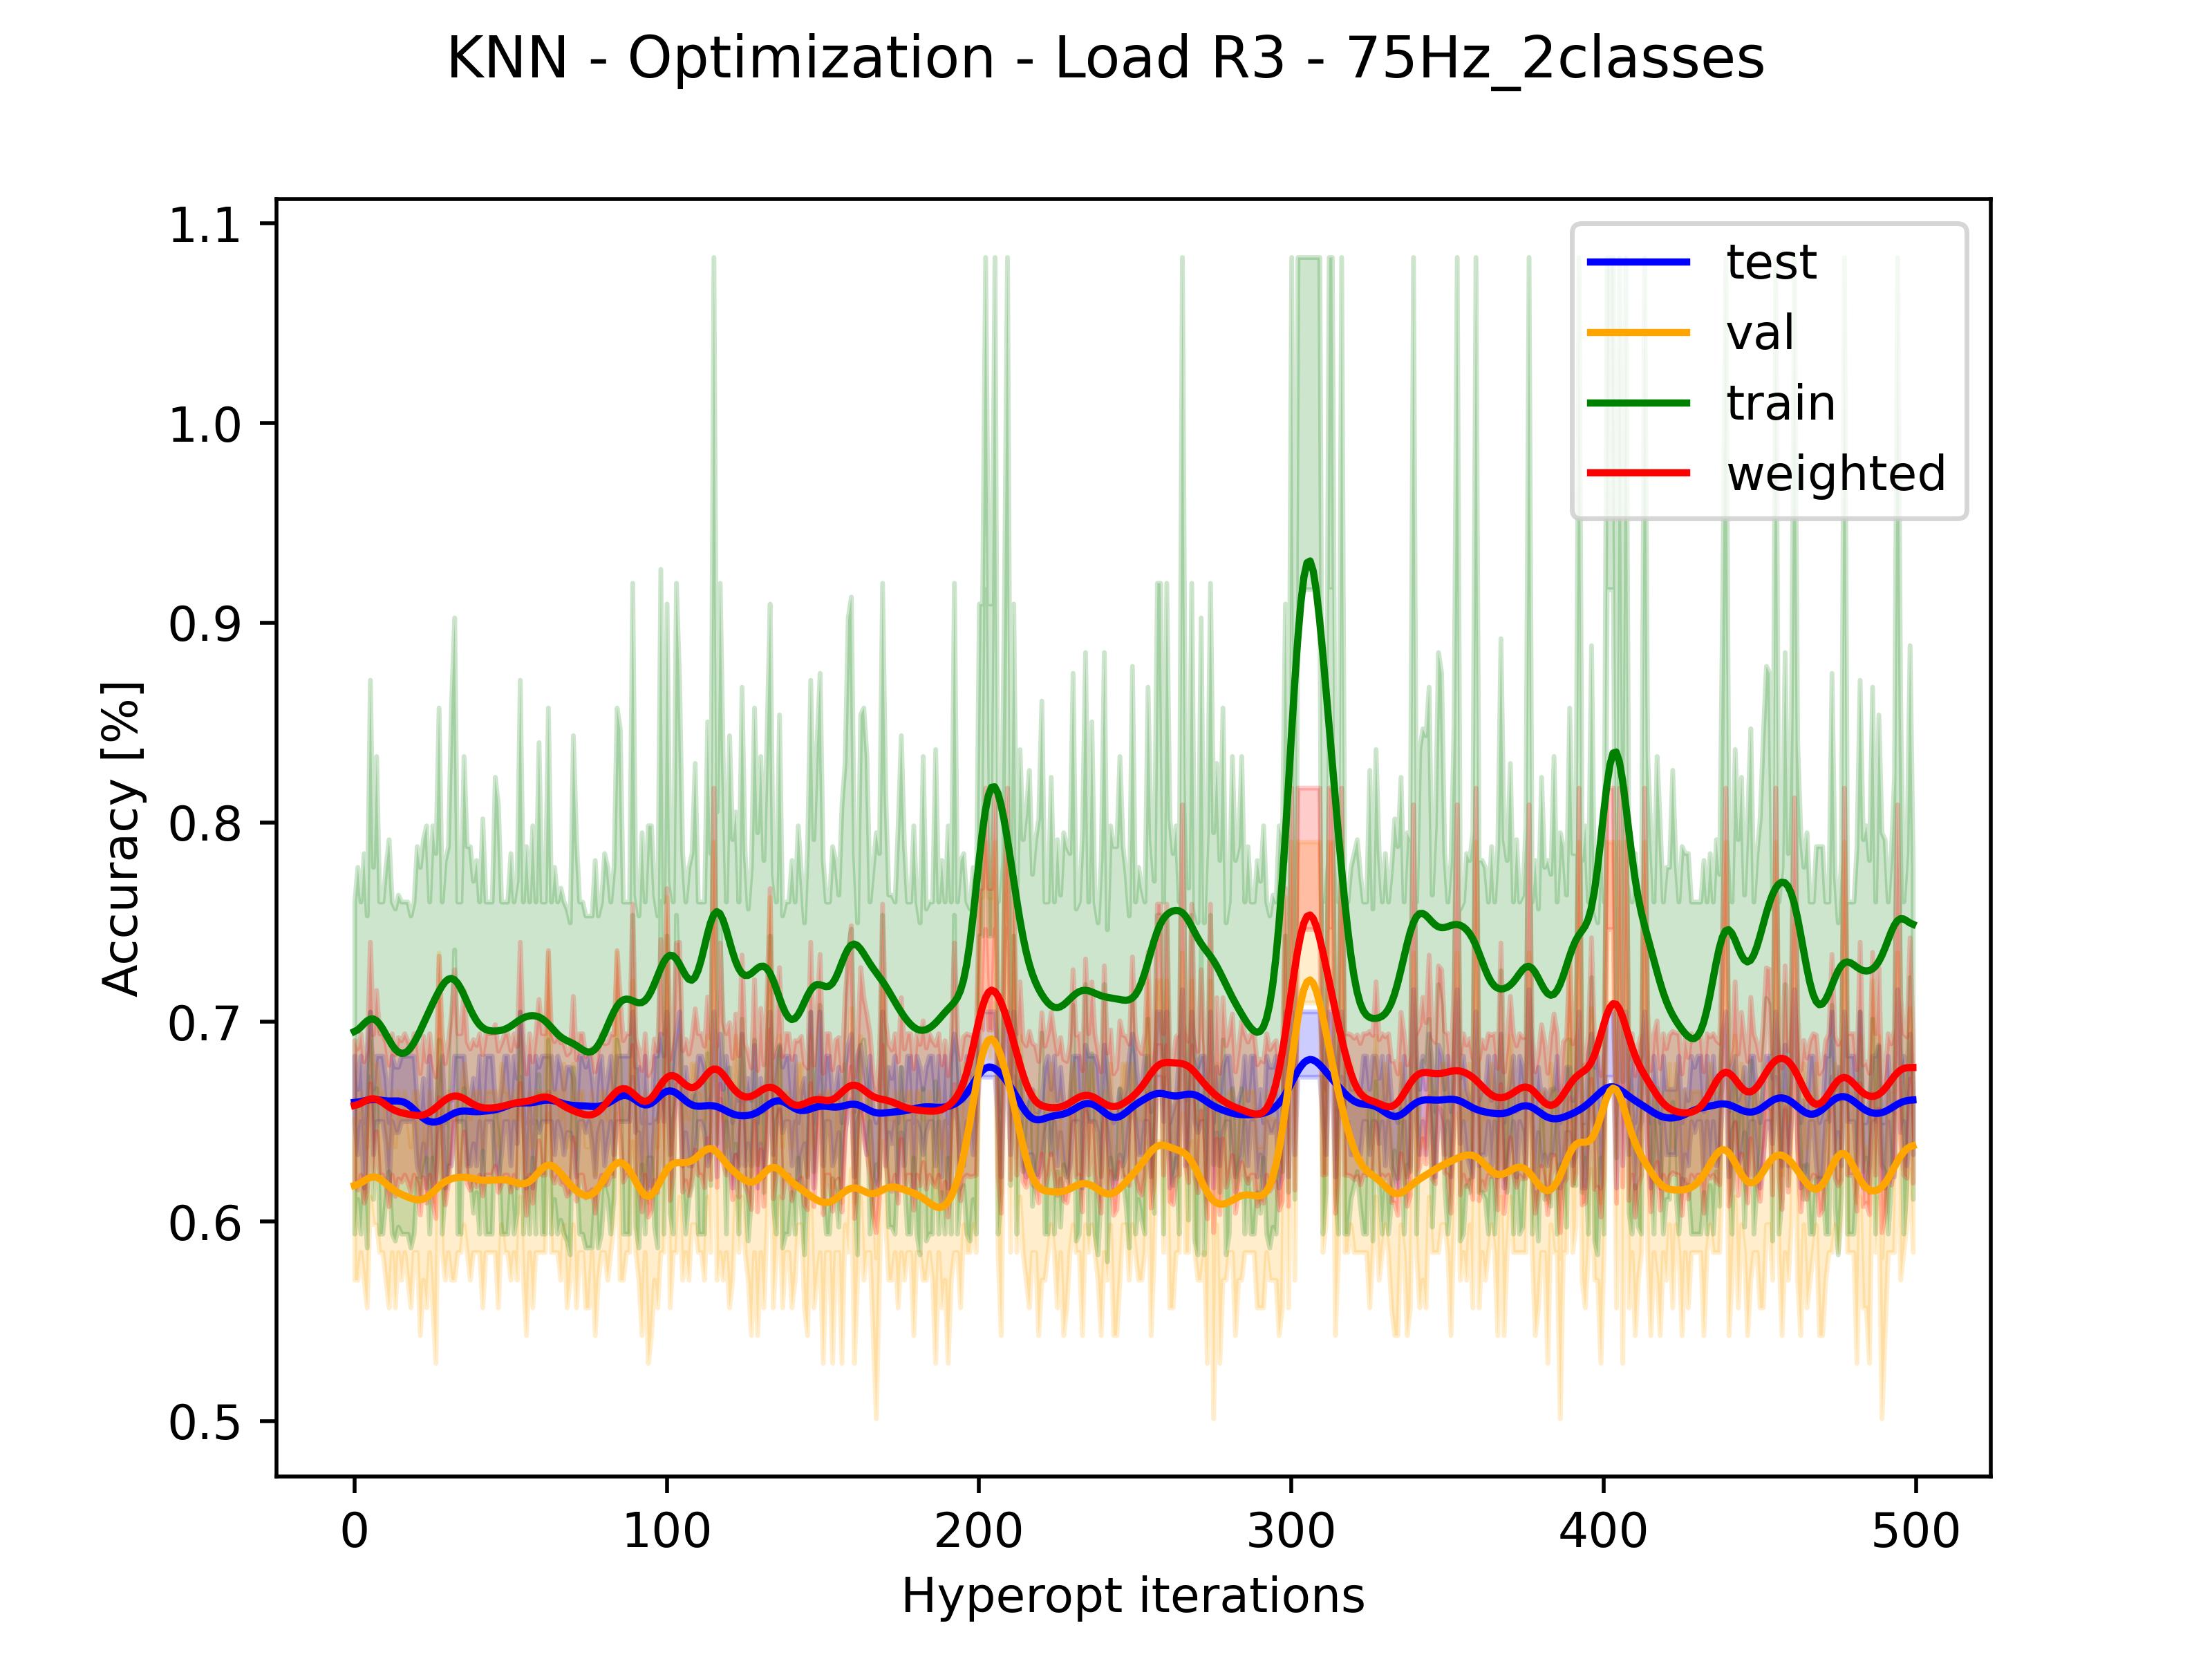 KNN - Optimization - Load R3 - 75Hz_2classes
1.1
1.0
0.9
0.8
0.7
0.6
0.5
Accuracy [%]
test
val
train
weighted
0 100 200 300 400 500
Hyperopt iterations